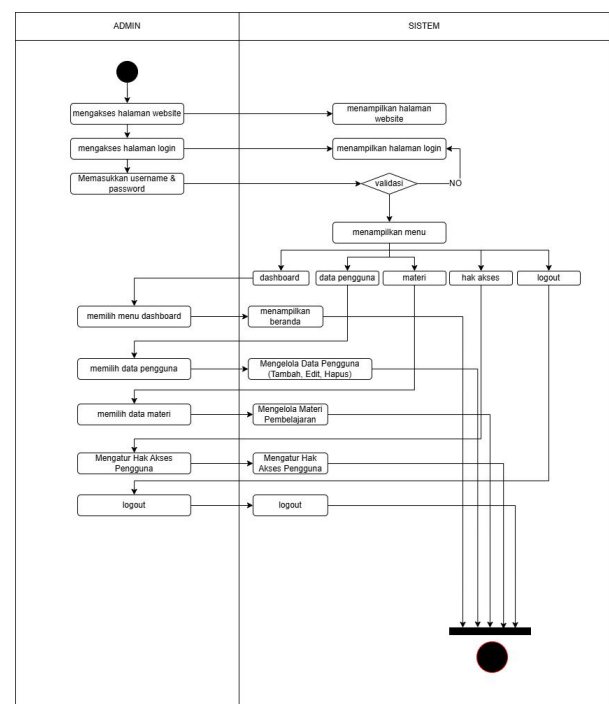 ADMIN
SISTEM
mengakses halaman website
menampilkan halaman
website
mengakses halaman login
menampilkan halaman login
Memasukkan username &
password
validasi
NO
menampilkan menu
dashboard
data pengguna
materi
hak akses
logout
memilih menu dashboard
menampilkan
beranda
memilih data pengguna
Mengelola Data Pengguna
(Tambah, Edit, Hapus)
memilih data materi
Mengelola Materi
Pembelajaran
Mengatur Hak Akses
Pengguna
Mengatur Hak
Akses Pengguna
logout
logout